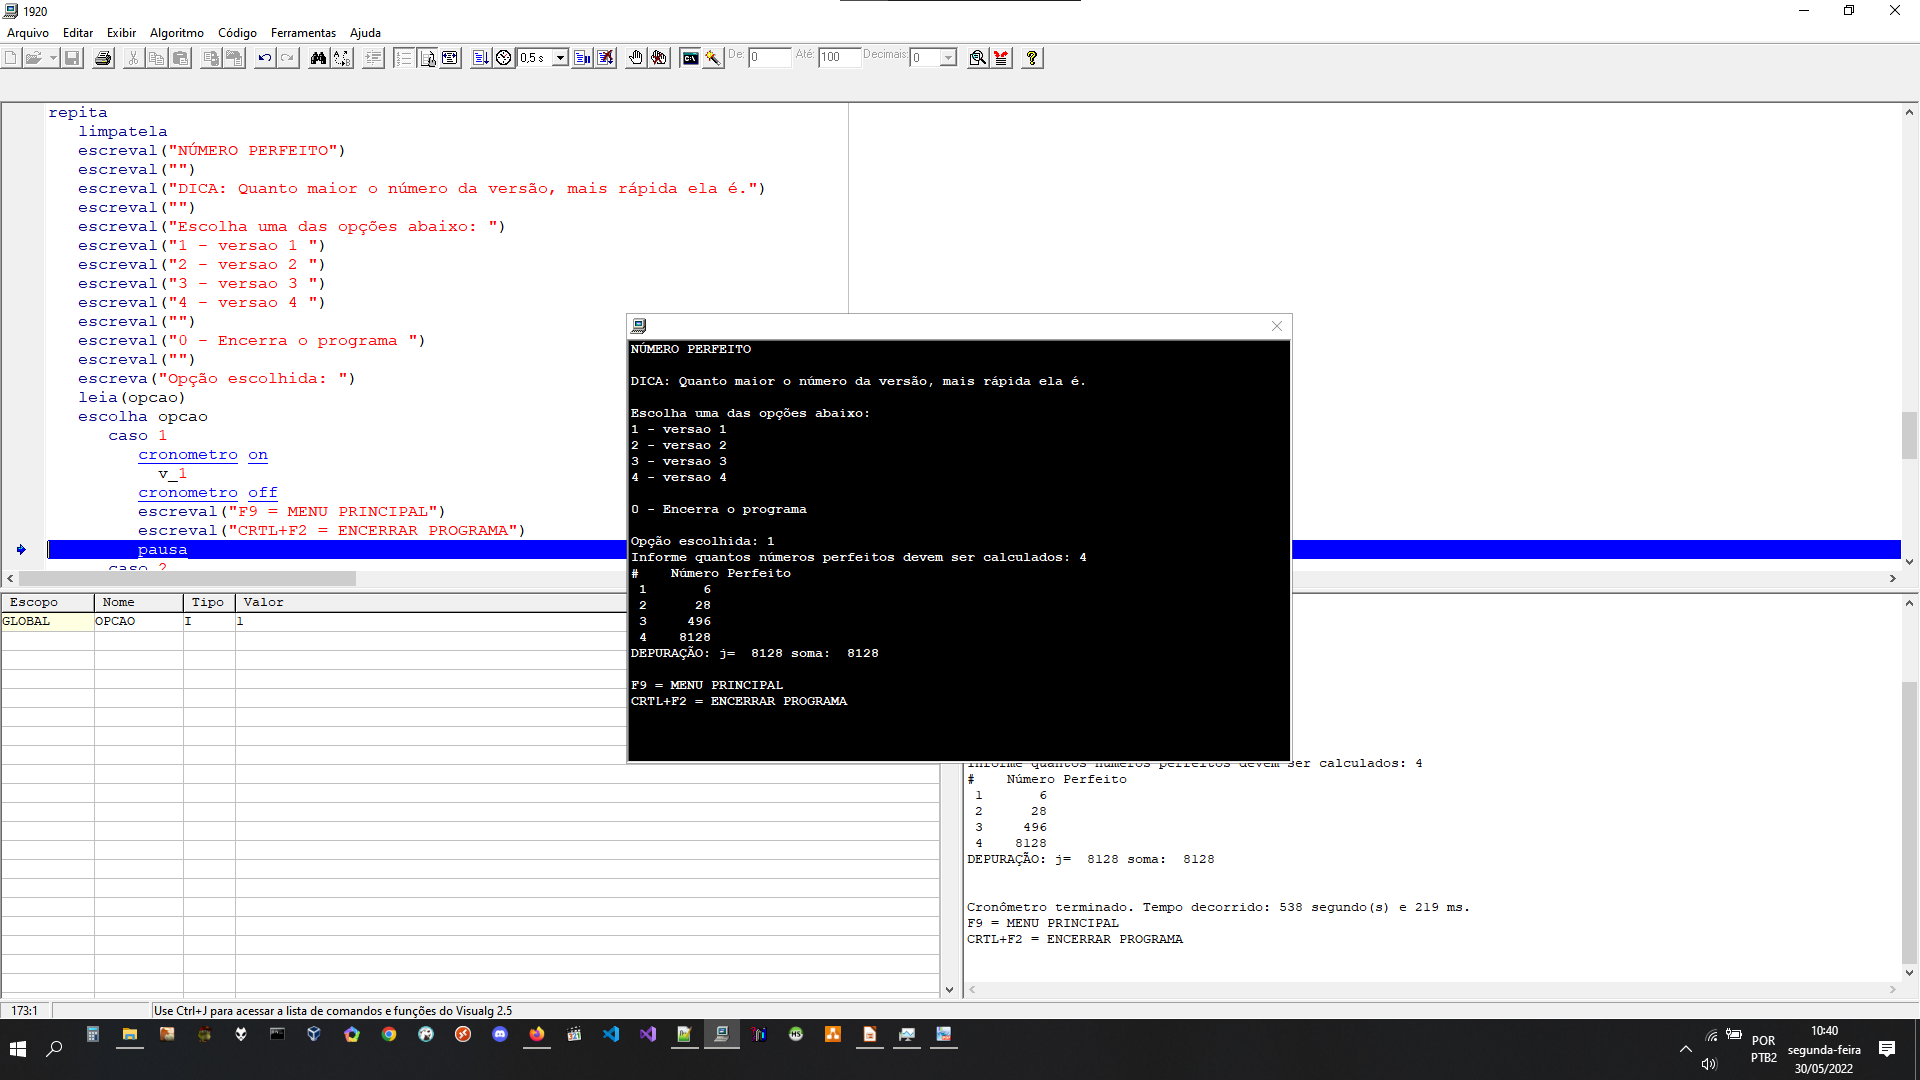 1920
Arquivo Editar Exibir Algoritmo Código Ferramentas Ajuda
0,5 s De: 0 Até: 100 Decimais: 0
repita
limpatela
escreval("NÚMERO PERFEITO")
escreval("")
escreval("DICA: Quanto maior o número da versão, mais rápida ela é.")
escreval("")
escreval("Escolha uma das opções abaixo: ")
escreval("1 - versao 1 ")
escreval("2 - versao 2 ")
escreval("3 - versao 3 ")
escreval("4 - versao 4 ")
escreval("")
escreval("0 - Encerra o programa ")
escreval("")
escreva("Opção escolhida: ")
leia(opcao)
escolha opcao
caso 1
cronometro on
v_1
cronometro off
escreval("F9 = MENU PRINCIPAL")
escreval("CRTL+F2 = ENCERRAR PROGRAMA")
pausa
caso 2
NÚMERO PERFEITO
DICA: Quanto maior o número da versão, mais rápida ela é.
Escolha uma das opções abaixo:
1 - versao 1
2 - versao 2
3 - versao 3
4 - versao 4
0 - Encerra o programa
Opção escolhida: 1
Informe quantos números perfeitos devem ser calculados: 4
# Número Perfeito
1 6
2 28
3 496
4 8128
DEPURAÇÃO: j= 8128 soma: 8128
F9 = MENU PRINCIPAL
CRTL+F2 = ENCERRAR PROGRAMA
Escopo Nome Tipo Valor
GLOBAL OPCAO I 1
Informe quantos números perfeitos devem ser calculados: 4
# Número Perfeito
1 6
2 28
3 496
4 8128
DEPURAÇÃO: j= 8128 soma: 8128
Cronômetro terminado. Tempo decorrido: 538 segundo(s) e 219 ms.
F9 = MENU PRINCIPAL
CRTL+F2 = ENCERRAR PROGRAMA
173:1 Use Ctrl+J para acessar a lista de comandos e funções do Visualg 2.5
POR
PTB2
10:40
segunda-feira
30/05/2022